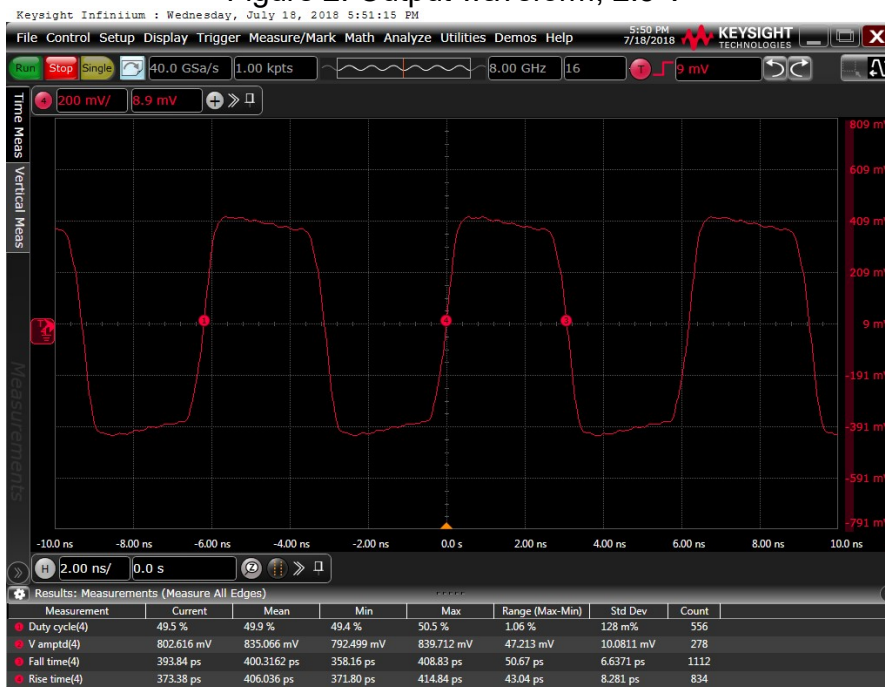 Figure 2. Output waveform, 2.5 V
Keysight Infiniium : Wednesday, July 18, 2018 5:51:15 PM
File Control Setup Display Trigger Measure/Mark Math Analyze Utilities Demos Help
5:50 PM
7/18/2018
KEYSIGHT
TECHNOLOGIES
Run Stop Single 40.0 GSa/s 1.00 kpts 8.00 GHz 16 T 9 mV
4 200 mV/ 8.9 mV
Time Meas
Vertical Meas
Measurements
809 m
609 m
409 m
209 m
9 m
-191 m
-391 m
-591 m
-791 m
T
1 4 3
-10.0 ns -8.00 ns -6.00 ns -4.00 ns -2.00 ns 0.0 s 2.00 ns 4.00 ns 6.00 ns 8.00 ns 10.0 ns
H 2.00 ns/ 0.0 s
Results: Measurements (Measure All Edges)
Measurement Current Mean Min Max Range (Max-Min) Std Dev Count
1 Duty cycle(4) 49.5 % 49.9 % 49.4 % 50.5 % 1.06 % 128 m% 556
2 V amptd(4) 802.616 mV 835.066 mV 792.499 mV 839.712 mV 47.213 mV 10.0811 mV 278
3 Fall time(4) 393.84 ps 400.3162 ps 358.16 ps 408.83 ps 50.67 ps 6.6371 ps 1112
4 Rise time(4) 373.38 ps 406.036 ps 371.80 ps 414.84 ps 43.04 ps 8.281 ps 834